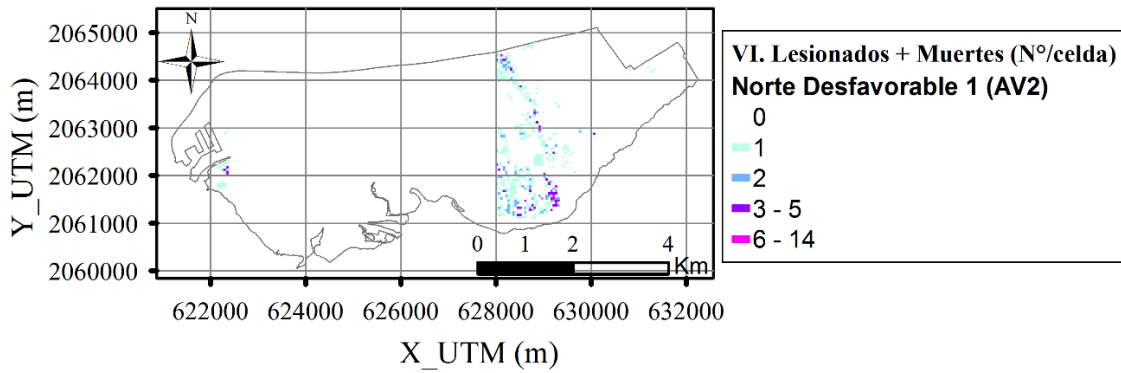 N
2065000
2064000
2063000
2062000
2061000
2060000
Y_UTM (m)
0 1 2 4
Km
622000 624000 626000 628000 630000 632000
X_UTM (m)
VI. Lesionados + Muertes (N°/celda)
Norte Desfavorable 1 (AV2)
0
1
2
3 - 5
6 - 14